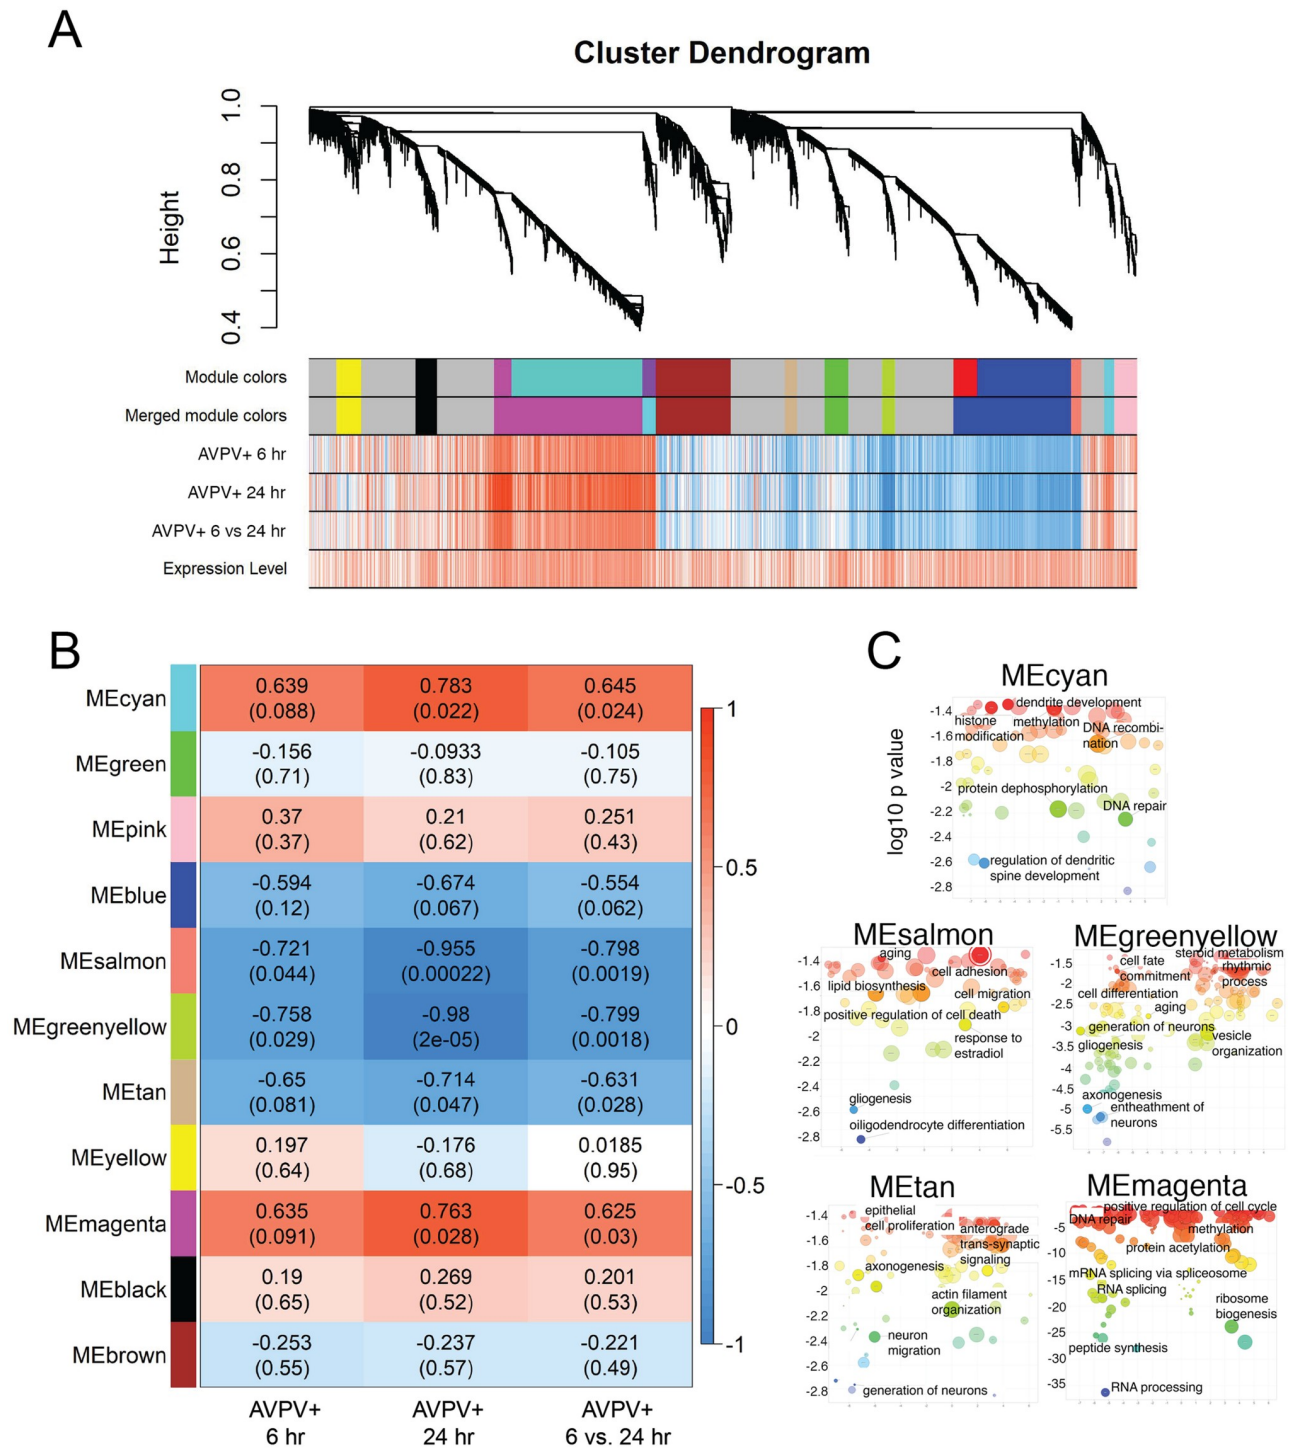 A
Cluster Dendrogram
Height
1.0
0.8
0.6
0.4
Module colors
Merged module colors
AVPV+ 6 hr
AVPV+ 24 hr
AVPV+ 6 vs 24 hr
Expression Level
B
MEcyan 0.639 0.783 0.645
(0.088) (0.022) (0.024)
MEgreen -0.156 -0.0933 -0.105
(0.71) (0.83) (0.75)
MEpink 0.37 0.21 0.251
(0.37) (0.62) (0.43)
MEblue -0.594 -0.674 -0.554
(0.12) (0.067) (0.062)
MEsalmon -0.721 -0.955 -0.798
(0.044) (0.00022) (0.0019)
MEgreenyellow -0.758 -0.98 -0.799
(0.029) (2e-05) (0.0018)
MEtan -0.65 -0.714 -0.631
(0.081) (0.047) (0.028)
MEyellow 0.197 -0.176 0.0185
(0.64) (0.68) (0.95)
MEmagenta 0.635 0.763 0.625
(0.091) (0.028) (0.03)
MEblack 0.19 0.269 0.201
(0.65) (0.52) (0.53)
MEbrown -0.253 -0.237 -0.221
(0.55) (0.57) (0.49)
AVPV+ AVPV+ AVPV+
6 hr 24 hr 6 vs. 24 hr
1
0.5
0
-0.5
-1
C
MEcyan
log10 p value
-1.4
-1.6
-1.8
-2
-2.2
-2.4
-2.6
-2.8
dendrite development
histone
modification
methylation
DNA recombi-
nation
protein dephosphorylation
DNA repair
regulation of dendritic
spine development
MEsalmon
-1.4
-1.6
-1.8
-2
-2.2
-2.4
-2.6
-2.8
aging
cell adhesion
lipid biosynthesis
cell migration
positive regulation of cell death
response to
estradiol
gliogenesis
oiligodendrocyte differentiation
MEgreenyellow
-1.5
-2
-2.5
-3
-3.5
-4
-4.5
-5
-5.5
steroid metabolism
cell fate
commitment
rhythmic
process
cell differentiation
aging
generation of neurons
vesicle
organization
gliogenesis
axonogenesis
entheathment of
neurons
MEtan
-1.4
-1.6
-1.8
-2
-2.2
-2.4
-2.6
-2.8
epithelial
cell proliferation
anterograde
trans-synaptic
signaling
axonogenesis
actin filament
organization
neuron
migration
generation of neurons
MEmagenta
-5
-10
-15
-20
-25
-30
-35
positive regulation of cell cycle
DNA repair
methylation
protein acetylation
mRNA splicing via spliceosome
RNA splicing
ribosome
biogenesis
peptide synthesis
RNA processing